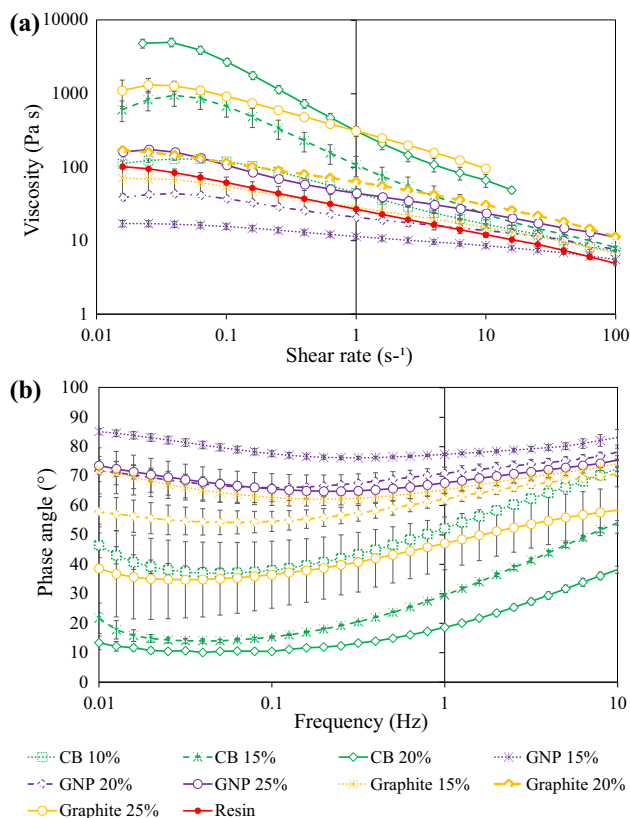 (a)
10000
1000
100
10
1
Viscosity (Pa s)
0.01 0.1 1 10 100
Shear rate (s-¹)
(b)
100
90
80
70
60
50
40
30
20
10
0
Phase angle (°)
0.01 0.1 1 10
Frequency (Hz)
CB 10% CB 15% CB 20% GNP 15%
GNP 20% GNP 25% Graphite 15% Graphite 20%
Graphite 25% Resin